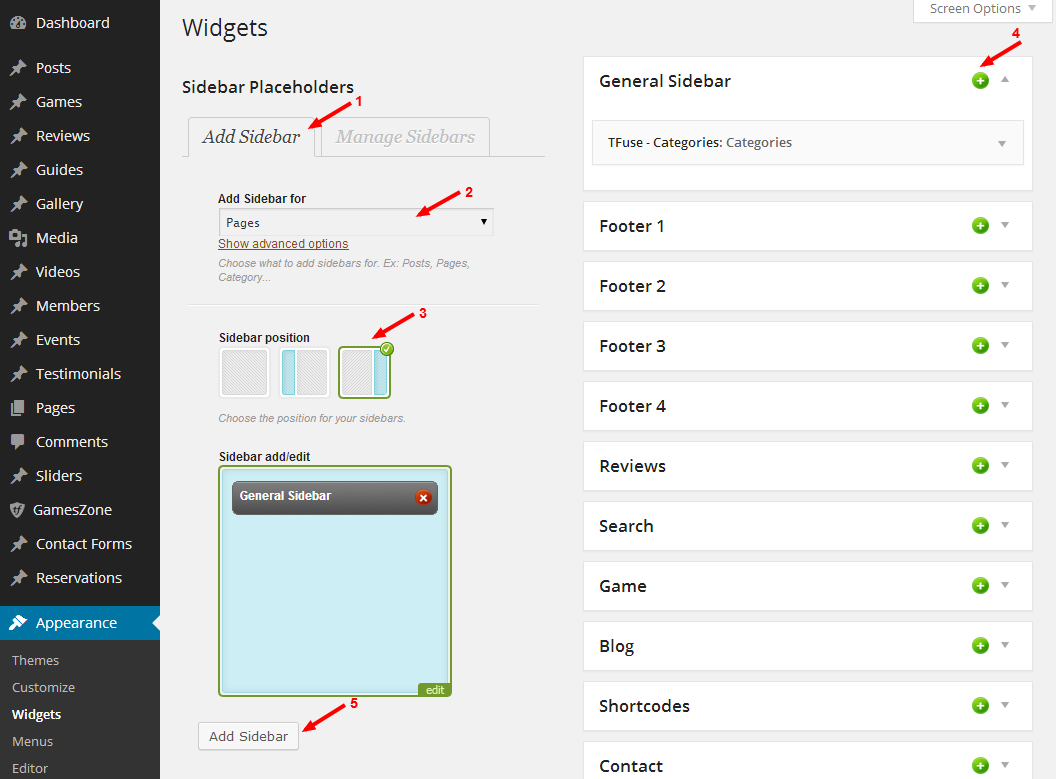 Dashboard
Posts
Games
Reviews
Guides
Gallery
Media
Videos
Members
Events
Testimonials
Pages
Comments
Sliders
GamesZone
Contact Forms
Reservations
Appearance
Themes
Customize
Widgets
Menus
Editor
Screen Options
Widgets
Sidebar Placeholders
1
Add Sidebar
Manage Sidebars
Add Sidebar for
2
Pages
Show advanced options
Choose what to add sidebars for. Ex: Posts, Pages,
Category...
3
Sidebar position
Choose the position for your sidebars.
Sidebar add/edit
General Sidebar
edit
5
Add Sidebar
4
General Sidebar
TFuse - Categories: Categories
Footer 1
Footer 2
Footer 3
Footer 4
Reviews
Search
Game
Blog
Shortcodes
Contact